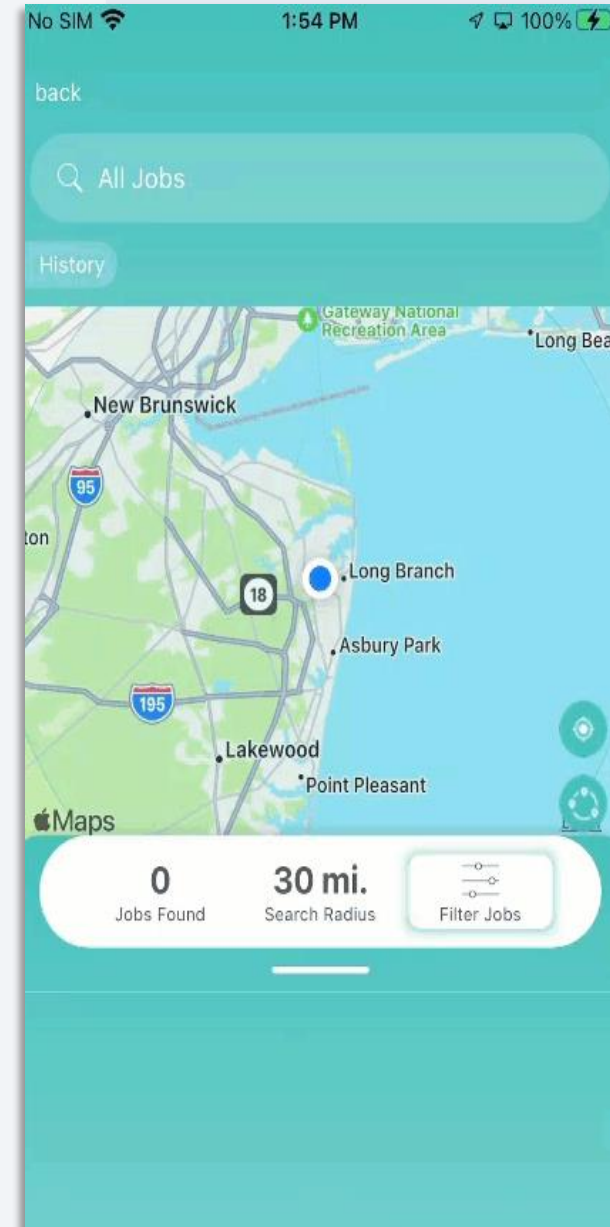 No SIM 1:54 PM 100%
back
All Jobs
History
Gateway National
Recreation Area
Long Bea
New Brunswick
95
ton
Long Branch
18
Asbury Park
195
Lakewood
Point Pleasant
Maps
0 30 mi.
Jobs Found Search Radius Filter Jobs